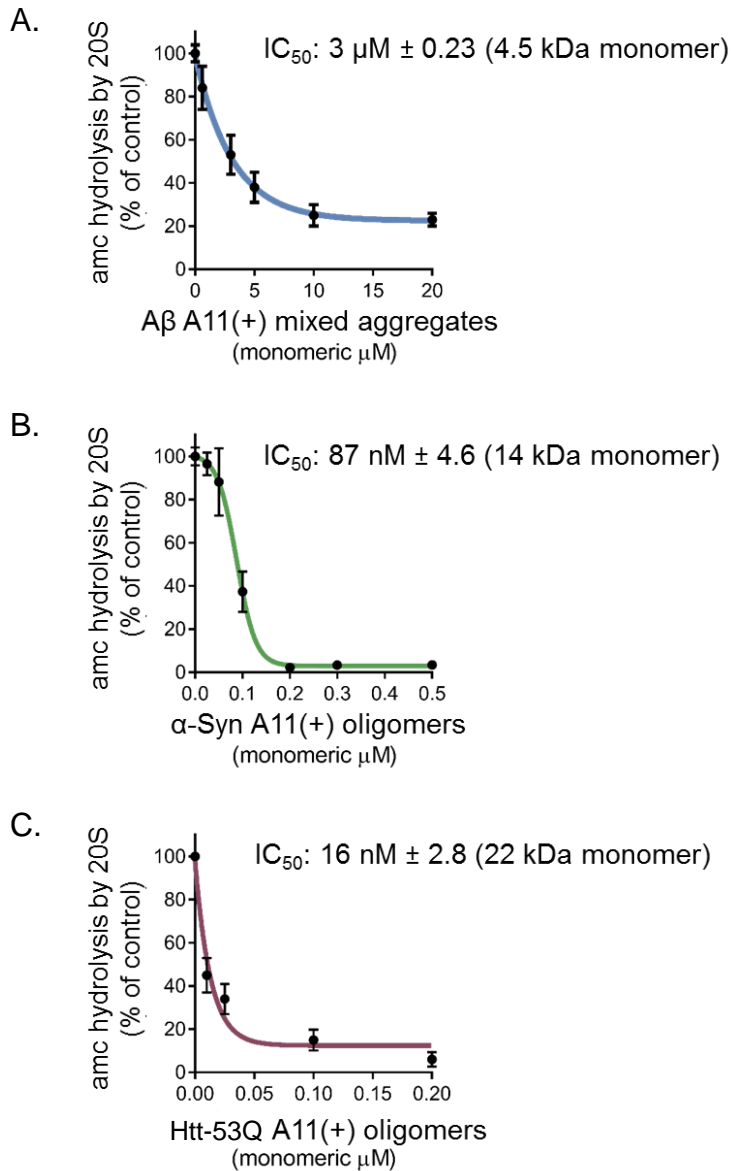 A.
IC50: 3 µM ± 0.23 (4.5 kDa monomer)
amc hydrolysis by 20S
(% of control)
100
80
60
40
20
0
0 5 10 15 20
Aβ A11(+) mixed aggregates
(monomeric µM)
B.
IC50: 87 nM ± 4.6 (14 kDa monomer)
amc hydrolysis by 20S
(% of control)
100
80
60
40
20
0
0.0 0.1 0.2 0.3 0.4 0.5
α-Syn A11(+) oligomers
(monomeric µM)
C.
IC50: 16 nM ± 2.8 (22 kDa monomer)
amc hydrolysis by 20S
(% of control)
100
80
60
40
20
0
0.00 0.05 0.10 0.15 0.20
Htt-53Q A11(+) oligomers
(monomeric µM)